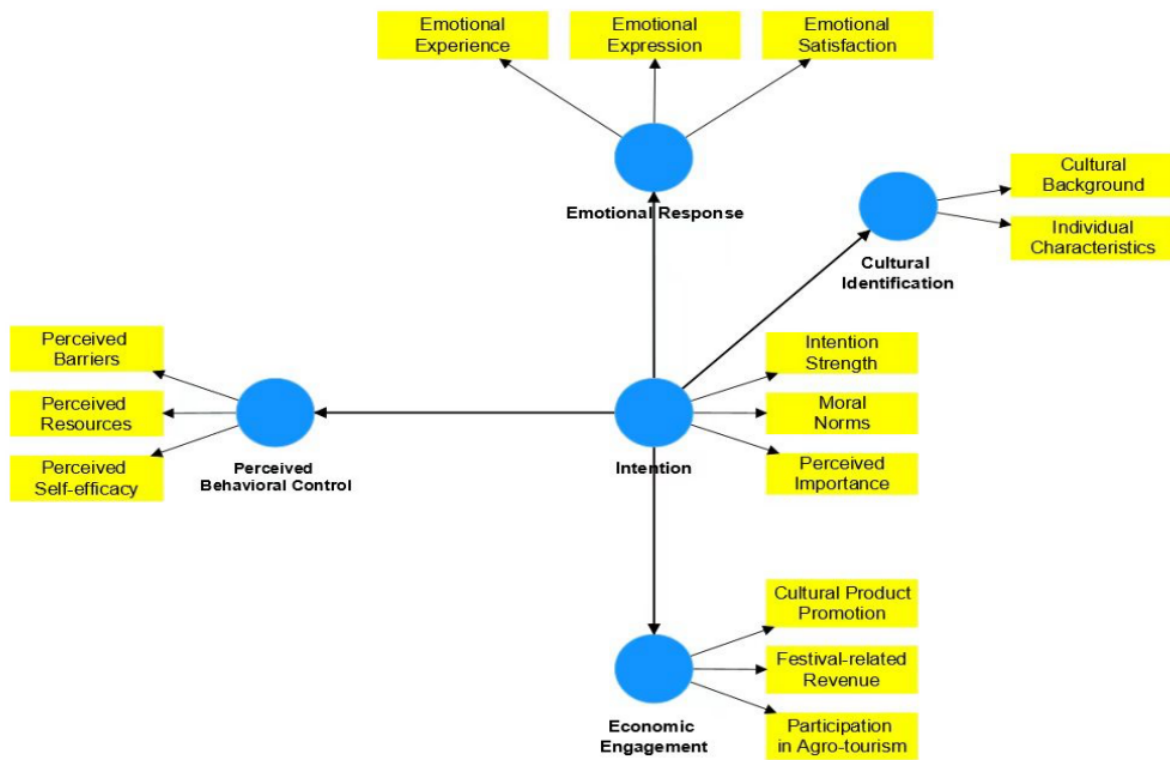 Emotional
Experience
Emotional
Expression
Emotional
Satisfaction
Emotional Response
Cultural
Background
Individual
Characteristics
Cultural
Identification
Perceived
Barriers
Perceived
Resources
Perceived
Self-efficacy
Perceived
Behavioral Control
Intention
Intention
Strength
Moral
Norms
Perceived
Importance
Cultural Product
Promotion
Festival-related
Revenue
Participation
in Agro-tourism
Economic
Engagement